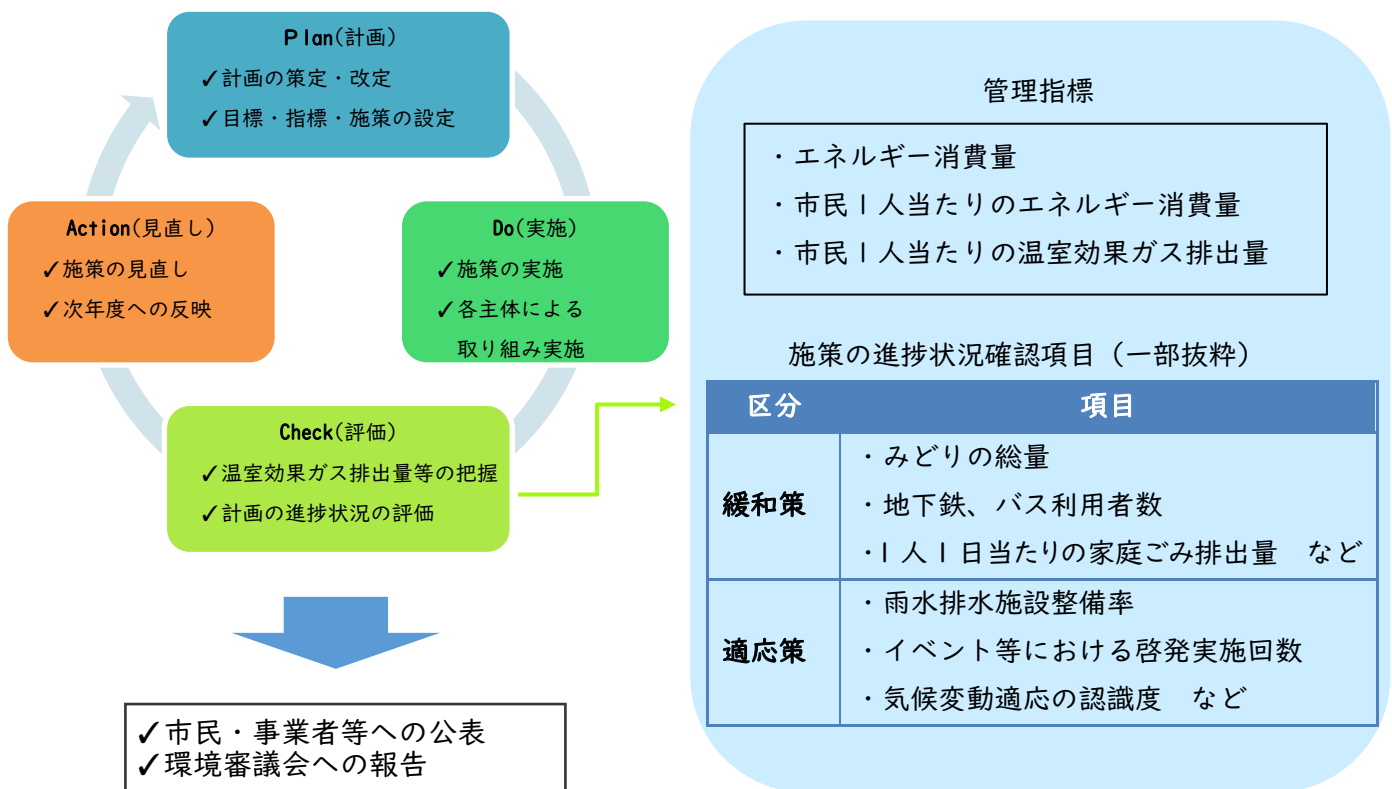 Plan(計画)
✓計画の策定・改定
✓目標・指標・施策の設定
Action(見直し)
✓施策の見直し
✓次年度への反映
Do(実施)
✓施策の実施
✓各主体による
取り組み実施
Check(評価)
✓温室効果ガス排出量等の把握
✓計画の進捗状況の評価
✓市民・事業者等への公表
✓環境審議会への報告
管理指標
・エネルギー消費量
・市民1人当たりのエネルギー消費量
・市民1人当たりの温室効果ガス排出量
施策の進捗状況確認項目（一部抜粋）
区分 項目
緩和策
・みどりの総量
・地下鉄、バス利用者数
・1人1日当たりの家庭ごみ排出量　など
適応策
・雨水排水施設整備率
・イベント等における啓発実施回数
・気候変動適応の認識度　など